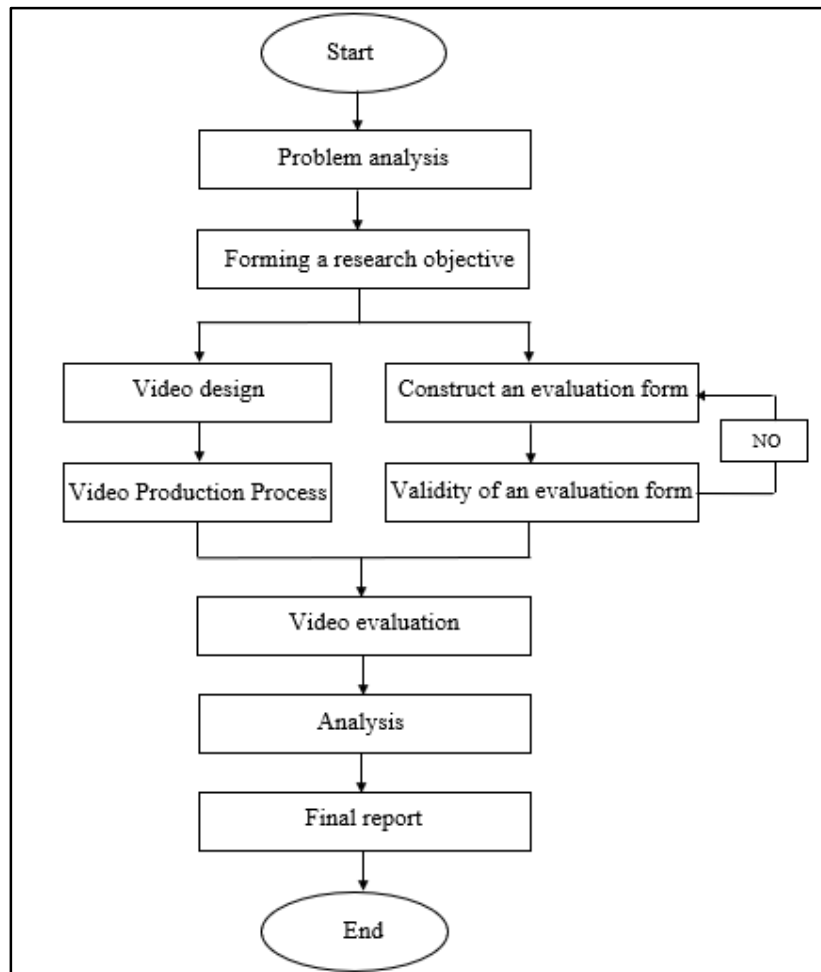 Start
Problem analysis
Forming a research objective
Video design
Construct an evaluation form
NO
Video Production Process
Validity of an evaluation form
Video evaluation
Analysis
Final report
End